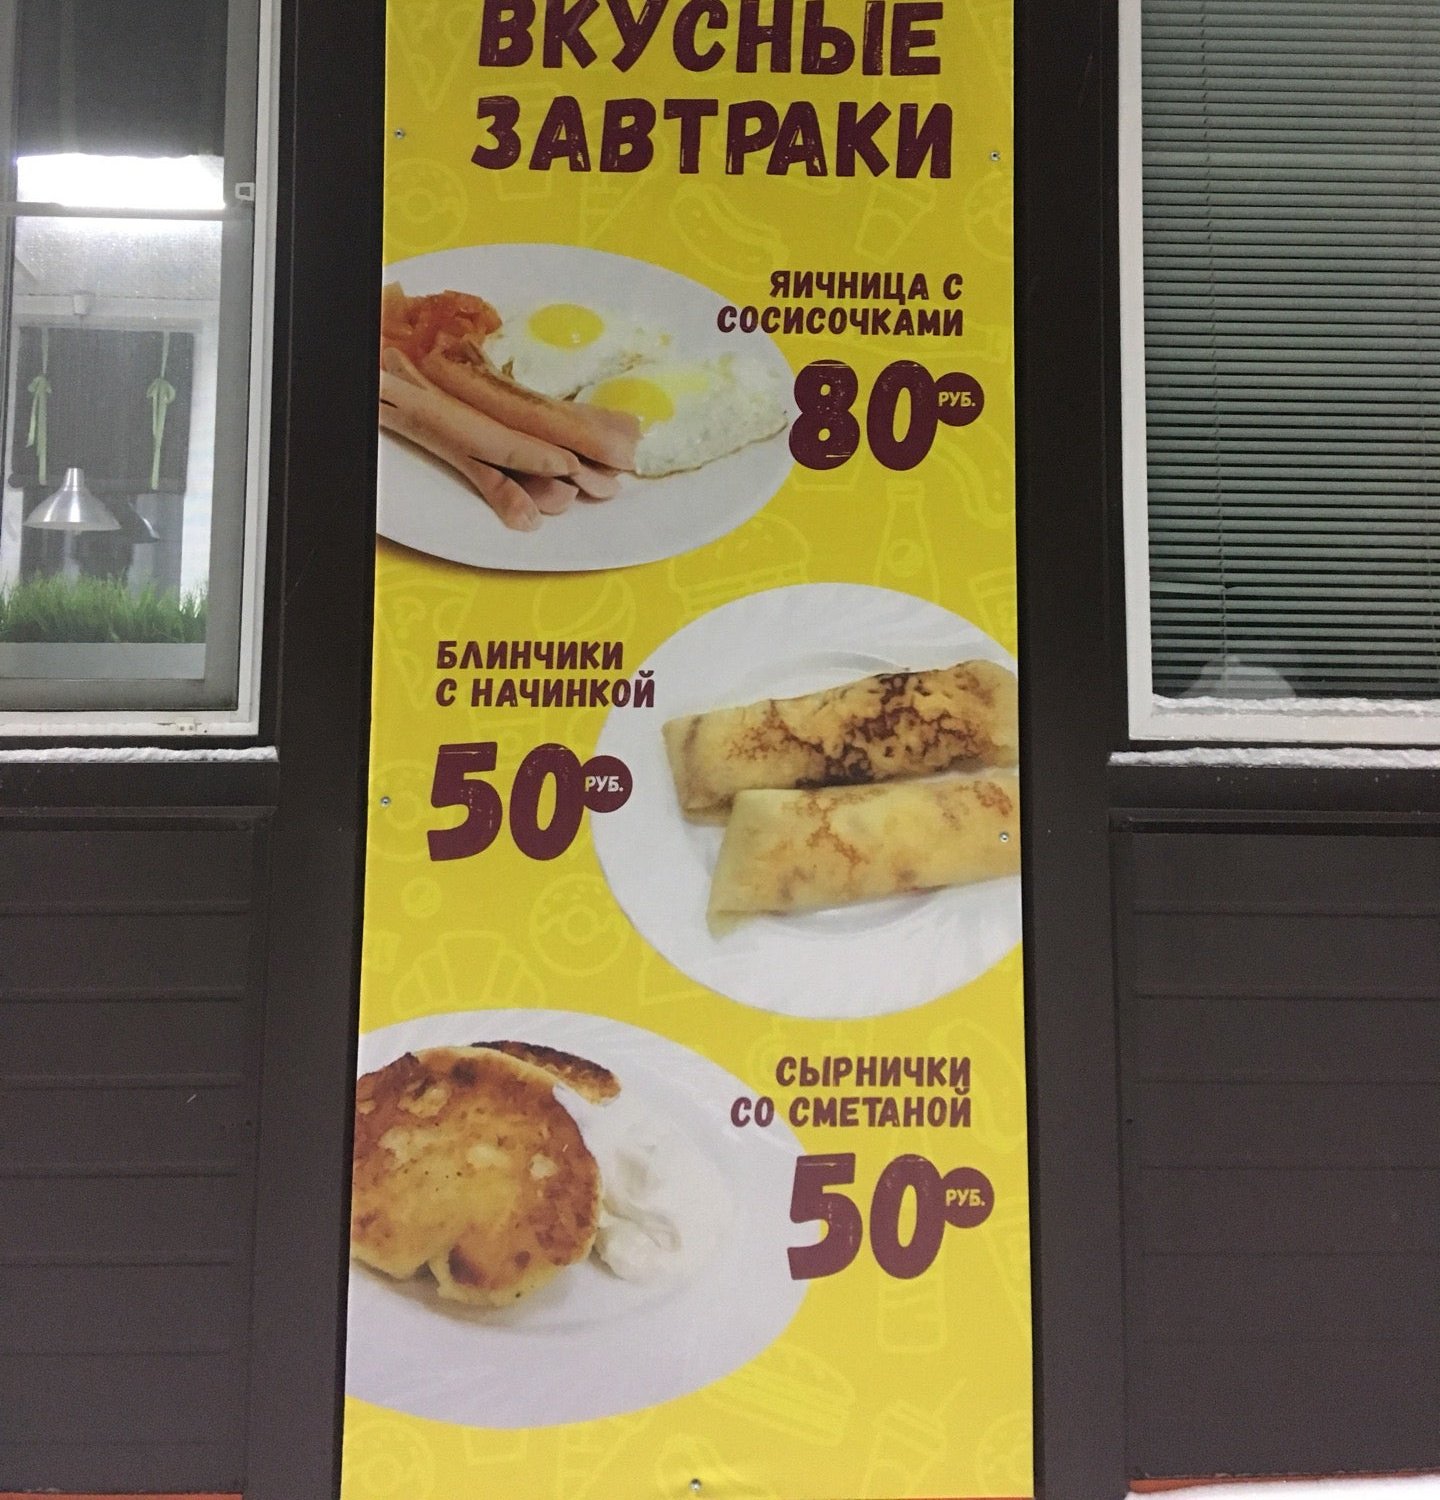 ВКУСНЫЕ
ЗАВТРАКИ
ЯИЧНИЦА С
СОСИСОЧКАМИ
80 РУБ.
БЛИНЧИКИ
С НАЧИНКОЙ
50 РУБ.
СЫРНИЧКИ
СО СМЕТАНОЙ
50 РУБ.